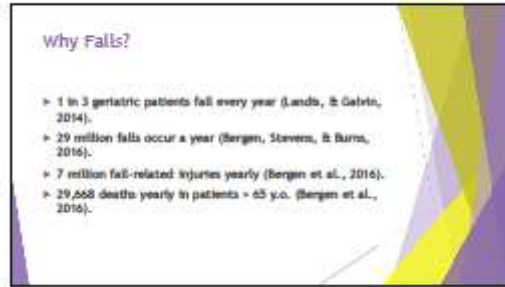 Why Falls?
▶ 1 in 3 geriatric patients fall every year (Landis, & Galvin,
2014).
▶ 29 million falls occur a year (Bergen, Stevens, & Burns,
2016).
▶ 7 million fall-related injuries yearly (Bergen et al., 2016).
▶ 29,668 deaths yearly in patients + 65 y.o. (Bergen et al.,
2016).